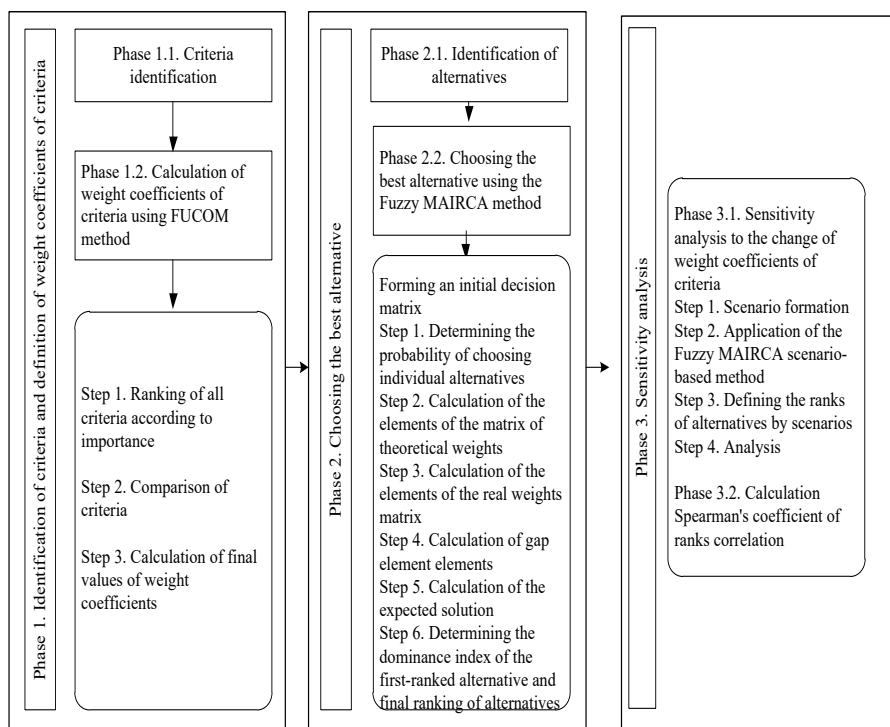 Phase 1. Identification of criteria and definition of weight coefficients of criteria
Phase 1.1. Criteria
identification
Phase 1.2. Calculation of
weight coefficients of
criteria using FUCOM
method
Step 1. Ranking of all
criteria according to
importance
Step 2. Comparison of
criteria
Step 3. Calculation of final
values of weight
coefficients
Phase 2. Choosing the best alternative
Phase 2.1. Identification of
alternatives
Phase 2.2. Choosing the
best alternative using the
Fuzzy MAIRCA method
Forming an initial decision
matrix
Step 1. Determining the
probability of choosing
individual alternatives
Step 2. Calculation of the
elements of the matrix of
theoretical weights
Step 3. Calculation of the
elements of the real weights
matrix
Step 4. Calculation of gap
element elements
Step 5. Calculation of the
expected solution
Step 6. Determining the
dominance index of the
first-ranked alternative and
final ranking of alternatives
Phase 3. Sensitivity analysis
Phase 3.1. Sensitivity
analysis to the change of
weight coefficients of
criteria
Step 1. Scenario formation
Step 2. Application of the
Fuzzy MAIRCA scenario-
based method
Step 3. Defining the ranks
of alternatives by scenarios
Step 4. Analysis
Phase 3.2. Calculation
Spearman's coefficient of
ranks correlation